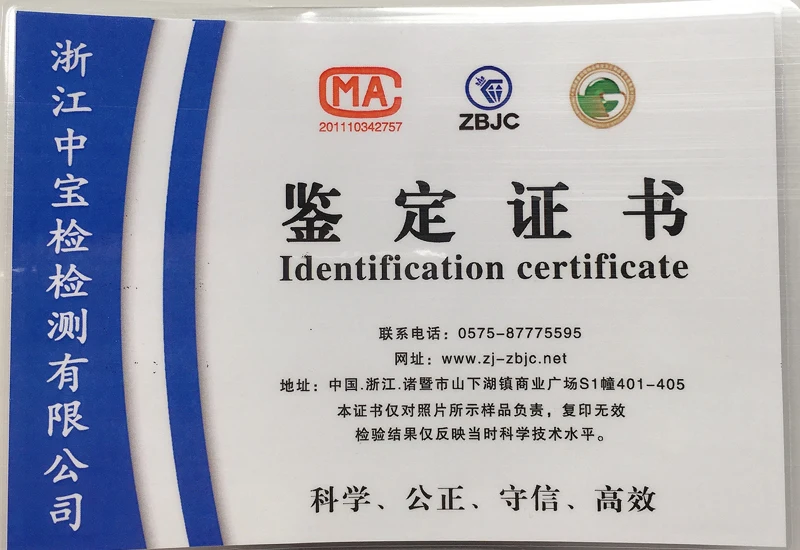 浙江中宝检检测有限公司
CMA
201110342757
ZBJC
鉴定证书
Identification certificate
联系电话：0575-87775595
网址：www.zj-zbjc.net
地址：中国.浙江.诸暨市山下湖镇商业广场S1幢401-405
本证书仅对照片所示样品负责，复印无效
检验结果仅反映当时科学技术水平。
科学、公正、守信、高效